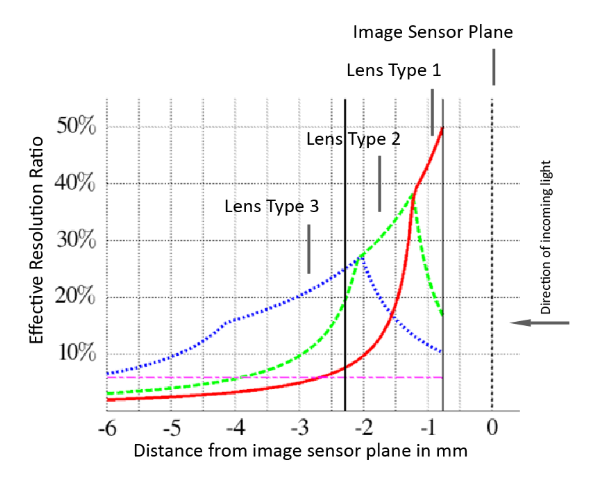 Image Sensor Plane
Lens Type 1
50%
Lens Type 2
40%
Lens Type 3
30%
20%
10%
Effective Resolution Ratio
Direction of incoming light
-6 -5 -4 -3 -2 -1 0
Distance from image sensor plane in mm